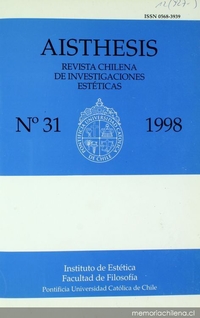 ISSN 0568-3939
AISTHESIS
REVISTA CHILENA
DE INVESTIGACIONES
ESTÉTICAS
Nº 31 1998
Instituto de Estética
Facultad de Filosofía
Pontificia Universidad Católica de Chile
memoriachilena.cl